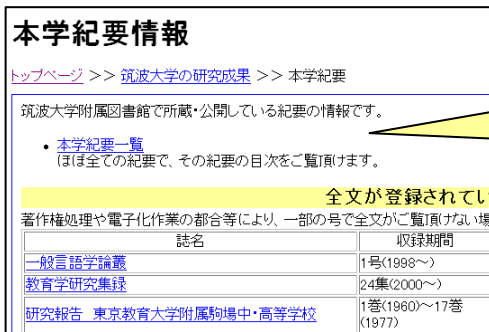 本学紀要情報
トップページ >> 筑波大学の研究成果 >> 本学紀要
筑波大学附属図書館で所蔵・公開している紀要の情報です。
• 本学紀要一覧
ほぼ全ての紀要で、その紀要の目次をご覧頂けます。
全文が登録されてい
著作権処理や電子化作業の都合等により、一部の号で全文がご覧頂けない場
誌名 収録期間
一般言語学論叢 1号(1998~)
教育学研究集録 24集(2000~)
研究報告 東京教育大学附属駒場中・高等学校 1巻(1960)~17巻
(1977)